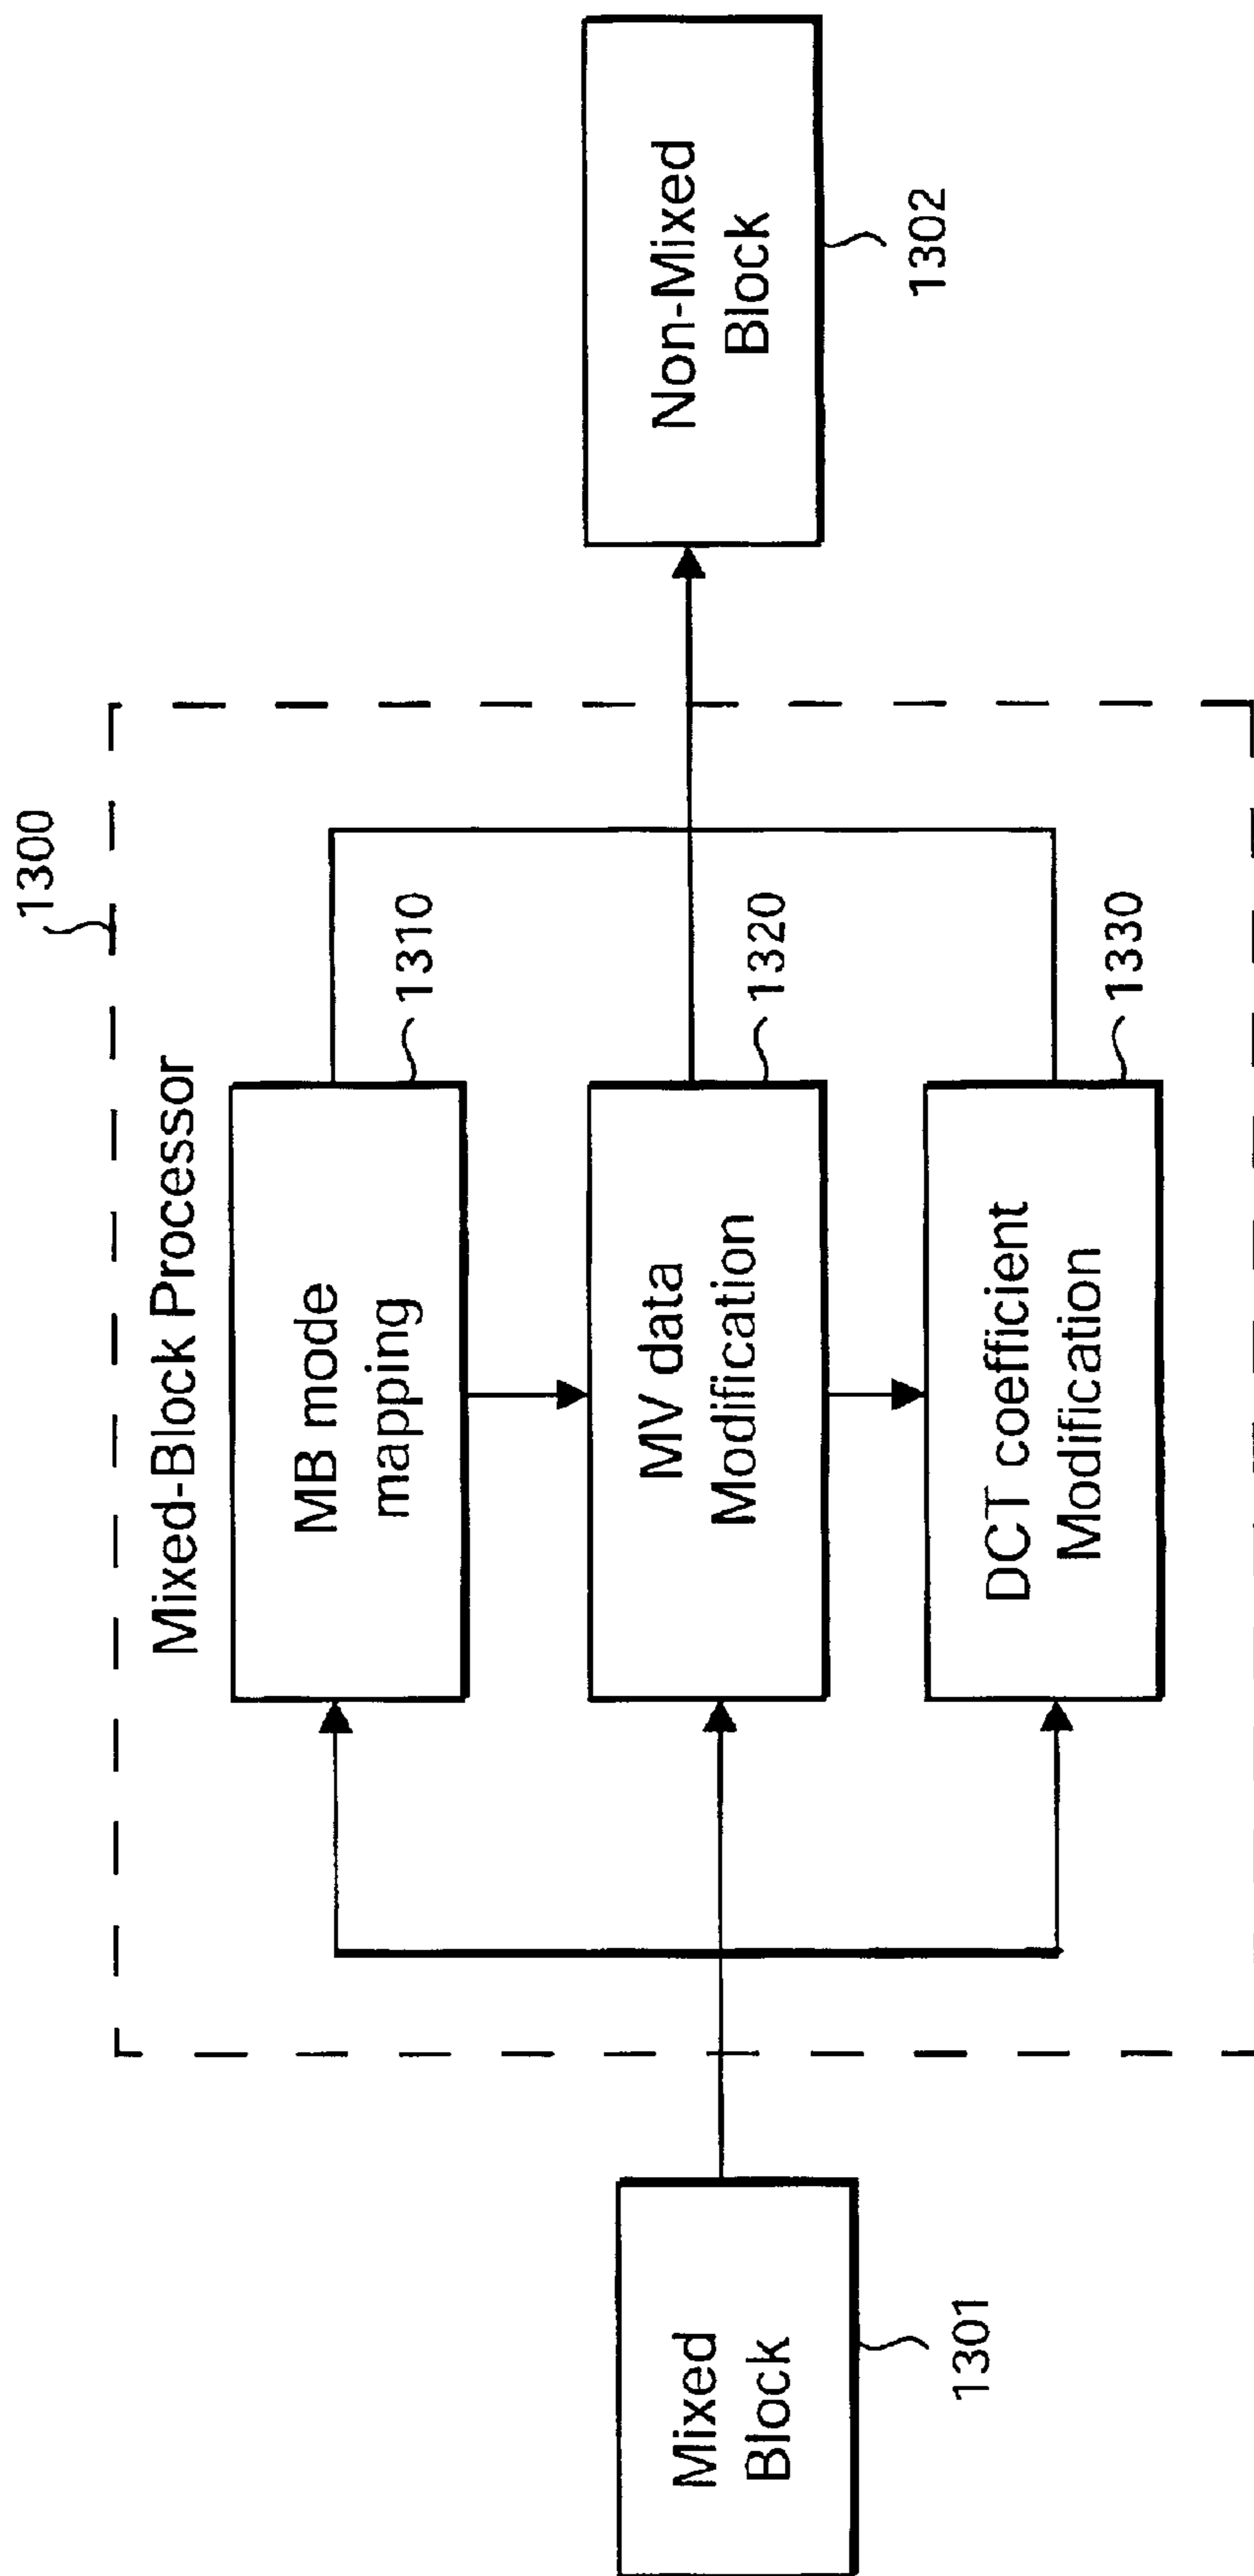 1300
Mixed-Block Processor
MB mode
mapping
1310
MV data
Modification
1320
DCT coefficient
Modification
1330
Mixed
Block
1301
Non-Mixed
Block
1302